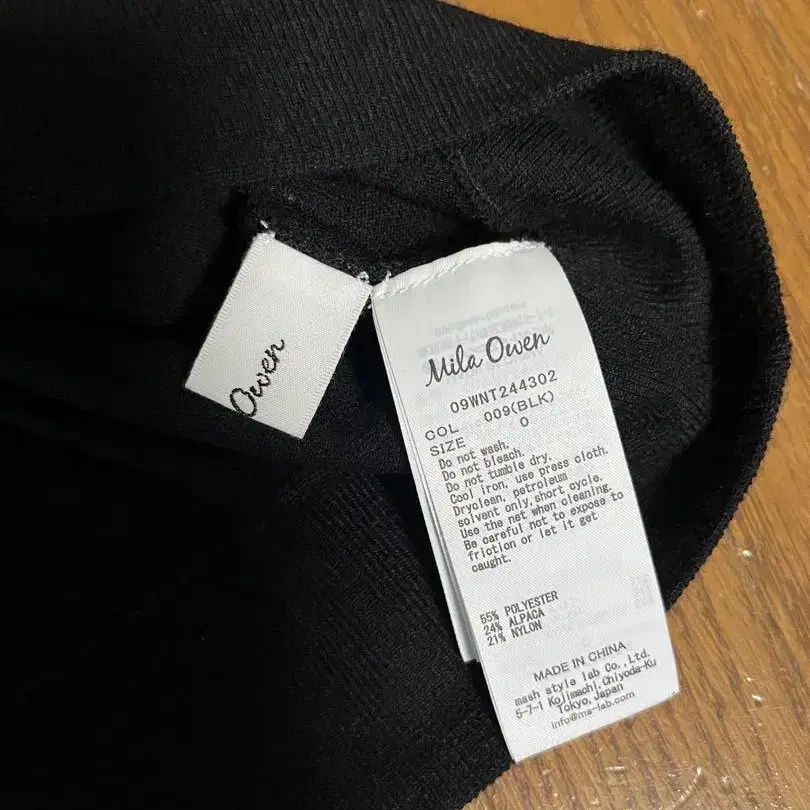 Owen
Mila Owen
09WNT244302
COL 009(BLK)
SIZE 0
Do not wash.
Do not bleach.
Do not tumble dry.
Cool iron, use press cloth.
Dryclean, petroleum
solvent only, short cycle.
Use the net when cleaning.
Be careful not to expose to
friction or let it get
caught.
55% POLYESTER
24% ALPACA
21% NYLON
MADE IN CHINA
mash style lab Co., Ltd.
5-7-1 Kojimachi, Chiyoda-Ku
Tokyo, Japan
info@ms-lab.com